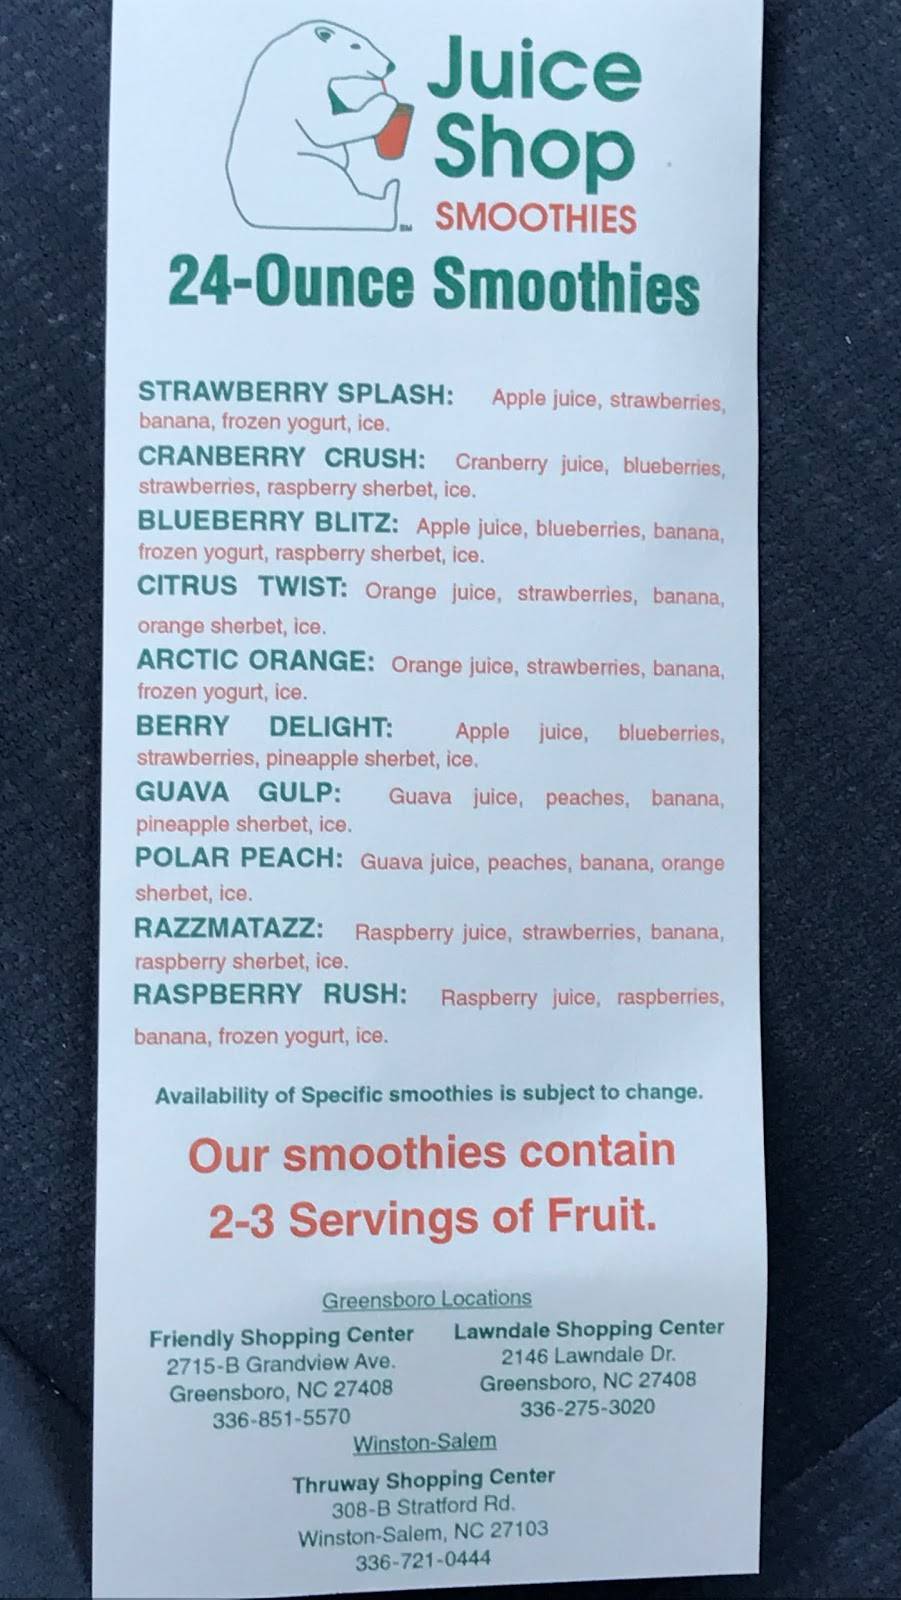 Juice
Shop
SMOOTHIES
SM
24-Ounce Smoothies
STRAWBERRY SPLASH: Apple juice, strawberries,
banana, frozen yogurt, ice.
CRANBERRY CRUSH: Cranberry juice, blueberries,
strawberries, raspberry sherbet, ice.
BLUEBERRY BLITZ: Apple juice, blueberries, banana,
frozen yogurt, raspberry sherbet, ice.
CITRUS TWIST: Orange juice, strawberries, banana,
orange sherbet, ice.
ARCTIC ORANGE: Orange juice, strawberries, banana,
frozen yogurt, ice.
BERRY DELIGHT: Apple juice, blueberries,
strawberries, pineapple sherbet, ice.
GUAVA GULP: Guava juice, peaches, banana,
pineapple sherbet, ice.
POLAR PEACH: Guava juice, peaches, banana, orange
sherbet, ice.
RAZZMATAZZ: Raspberry juice, strawberries, banana,
raspberry sherbet, ice.
RASPBERRY RUSH: Raspberry juice, raspberries,
banana, frozen yogurt, ice.
Availability of Specific smoothies is subject to change.
Our smoothies contain
2-3 Servings of Fruit.
Greensboro Locations
Friendly Shopping Center
2715-B Grandview Ave.
Greensboro, NC 27408
336-851-5570
Lawndale Shopping Center
2146 Lawndale Dr.
Greensboro, NC 27408
336-275-3020
Winston-Salem
Thruway Shopping Center
308-B Stratford Rd.
Winston-Salem, NC 27103
336-721-0444